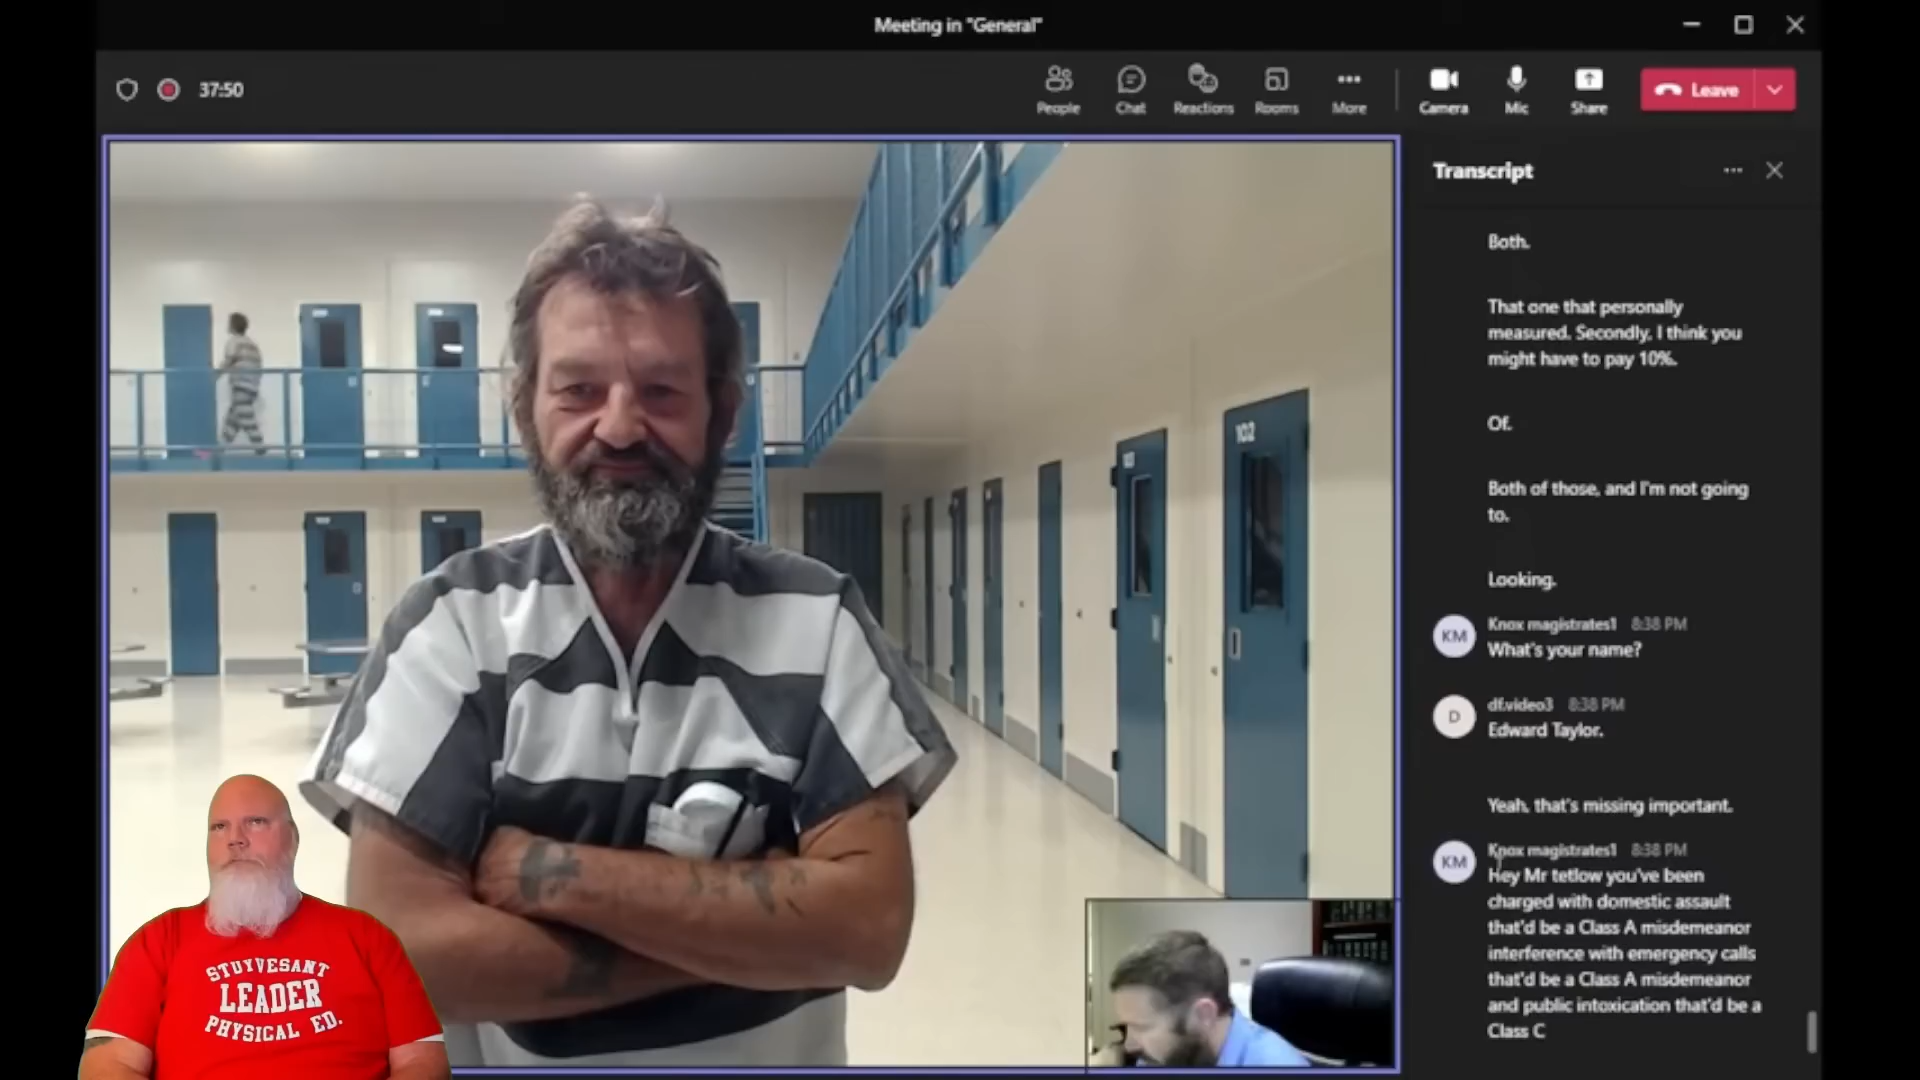 Meeting in "General"
37:50
People
Chat
Reactions
Rooms
More
Camera
Mic
Share
Leave
Transcript
Both.
That one that personally
measured. Secondly, I think you
might have to pay 10%.
Of.
Both of those, and I'm not going
to.
Looking.
KM
Knox magistrates1 8:38 PM
What's your name?
D
df.video3 8:38 PM
Edward Taylor.
Yeah, that's missing important.
KM
Knox magistrates1 8:38 PM
Hey Mr tetlow you've been
charged with domestic assault
that'd be a Class A misdemeanor
interference with emergency calls
that'd be a Class A misdemeanor
and public intoxication that'd be a
Class C
102
STUYVESANT
LEADER
PHYSICAL ED.